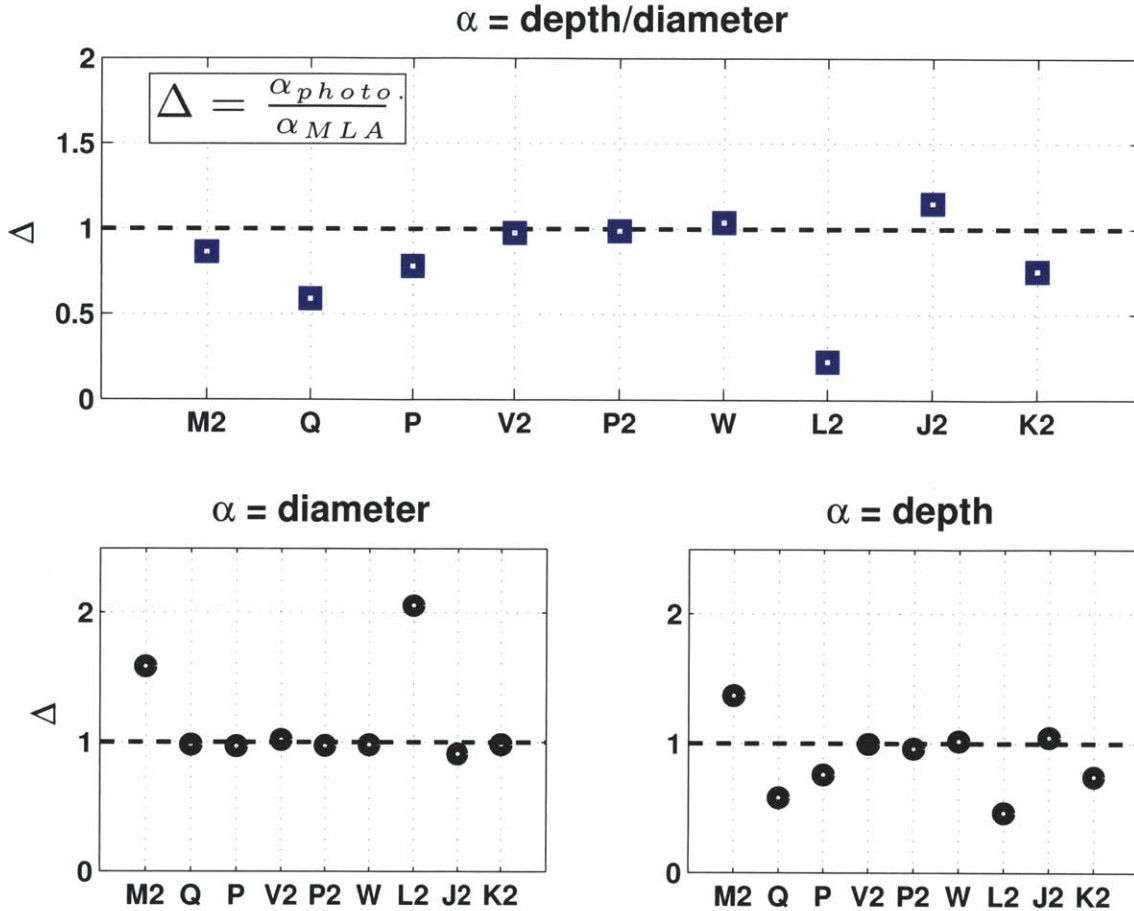 α = depth/diameter
2
Δ = α_photo. / α_MLA
1.5
1
0.5
0
Δ
M2 Q P V2 P2 W L2 J2 K2
α = diameter
2
1
0
Δ
M2 Q P V2 P2 W L2 J2 K2
α = depth
2
1
0
M2 Q P V2 P2 W L2 J2 K2